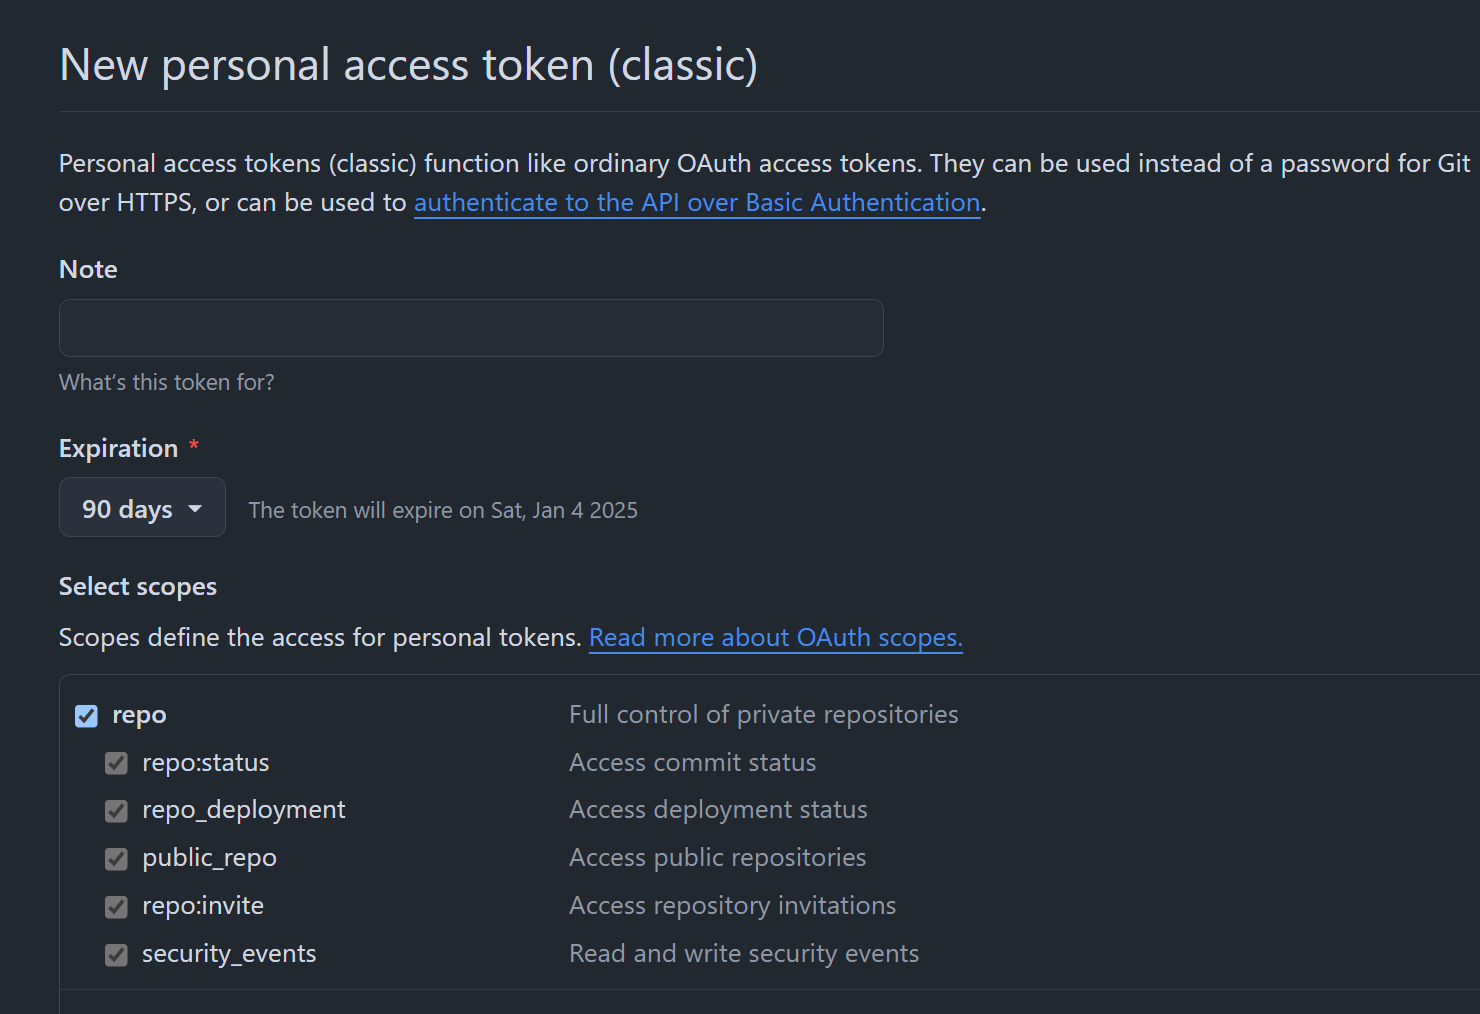 New personal access token (classic)
Personal access tokens (classic) function like ordinary OAuth access tokens. They can be used instead of a password for Git
over HTTPS, or can be used to authenticate to the API over Basic Authentication.
Note
What's this token for?
Expiration *
90 days The token will expire on Sat, Jan 4 2025
Select scopes
Scopes define the access for personal tokens. Read more about OAuth scopes.
repo Full control of private repositories
repo:status Access commit status
repo_deployment Access deployment status
public_repo Access public repositories
repo:invite Access repository invitations
security_events Read and write security events